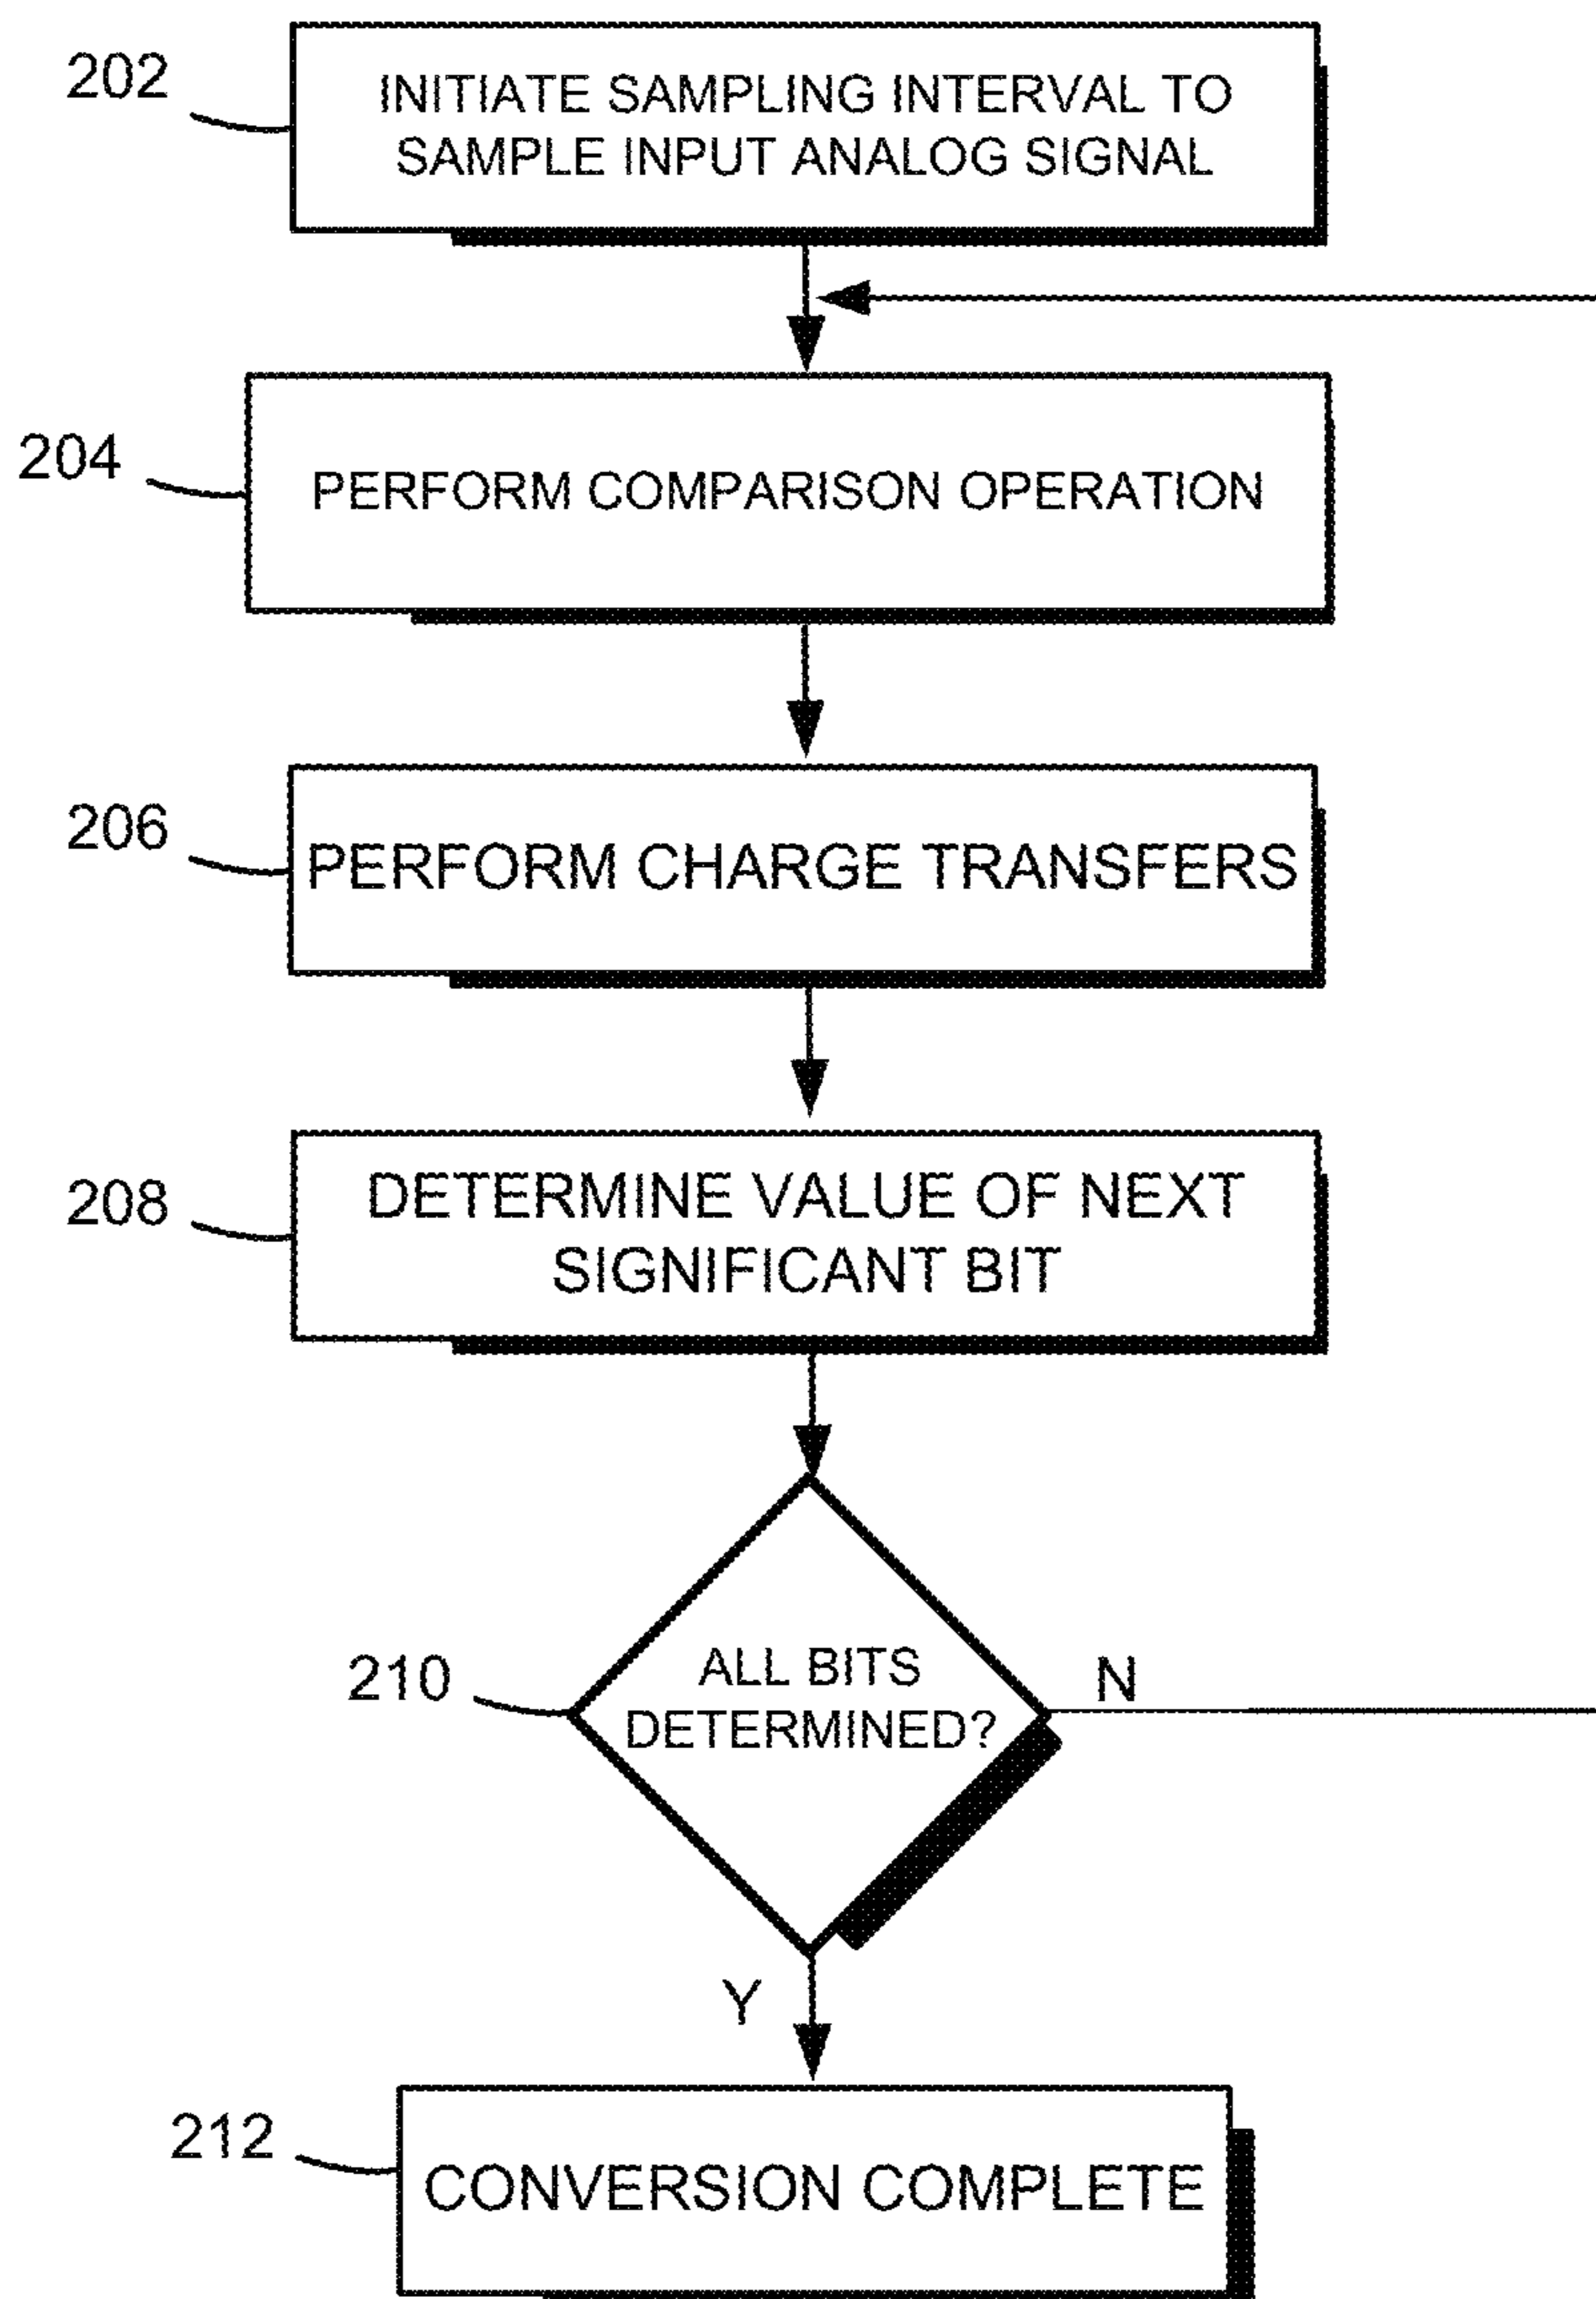 202
INITIATE SAMPLING INTERVAL TO
SAMPLE INPUT ANALOG SIGNAL
204
PERFORM COMPARISON OPERATION
206
PERFORM CHARGE TRANSFERS
208
DETERMINE VALUE OF NEXT
SIGNIFICANT BIT
210
ALL BITS
DETERMINED?
N
Y
212
CONVERSION COMPLETE